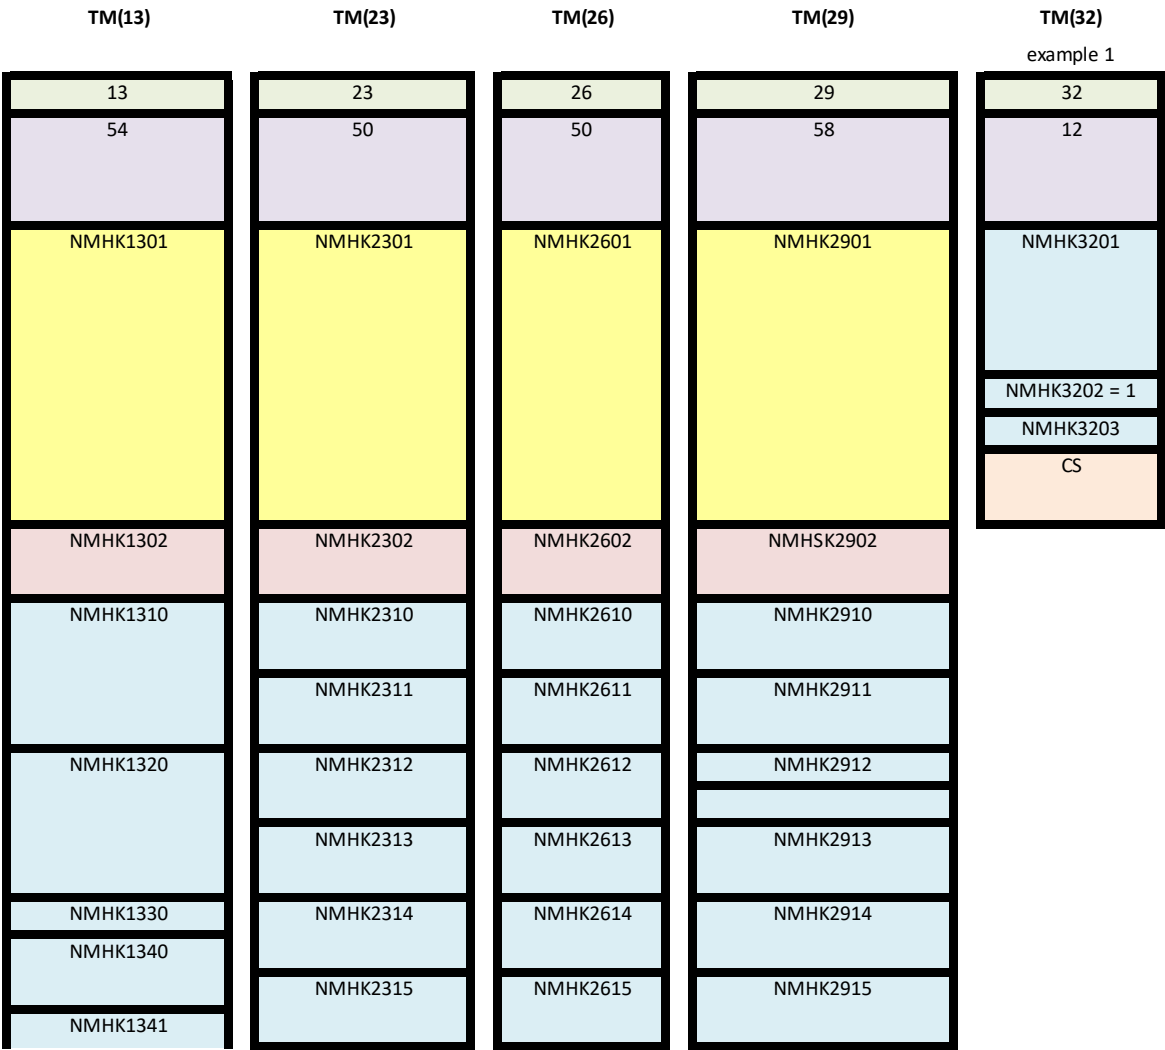 TM(13) TM(23) TM(26) TM(29) TM(32)
example 1
13 23 26 29 32
54 50 50 58 12
NMHK1301 NMHK2301 NMHK2601 NMHK2901 NMHK3201
NMHK3202 = 1
NMHK3203
CS
NMHK1302 NMHK2302 NMHK2602 NMHSK2902
NMHK1310 NMHK2310 NMHK2610 NMHK2910
NMHK2311 NMHK2611 NMHK2911
NMHK1320 NMHK2312 NMHK2612 NMHK2912
NMHK2313 NMHK2613 NMHK2913
NMHK1330 NMHK2314 NMHK2614 NMHK2914
NMHK1340
NMHK2315 NMHK2615 NMHK2915
NMHK1341